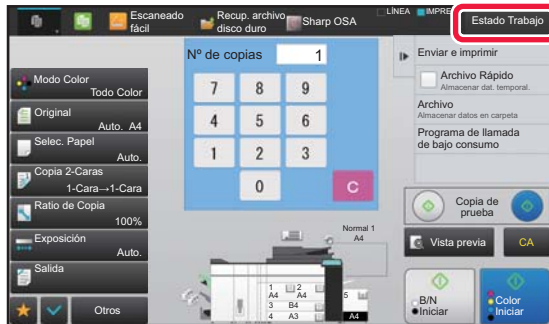 Escaneado
fácil
Recup. archivo
disco duro
Sharp OSA
LÍNEA
IMPRE
Estado Trabajo
Nº de copias
1
Modo Color
Todo Color
Original
Auto. A4
Selec. Papel
Auto.
Copia 2-Caras
1-Cara→1-Cara
Ratio de Copia
100%
Exposición
Auto.
Salida
Otros
7 8 9
4 5 6
1 2 3
0 C
Normal 1
A4
1 2
A4 A4
3 B4
4 A3
5
A4
Enviar e imprimir
Archivo Rápido
Almacenar dat. temporal.
Archivo
Almacenar datos en carpeta
Programa de llamada
de bajo consumo
Copia de
prueba
Vista previa
CA
B/N
Iniciar
Color
Iniciar